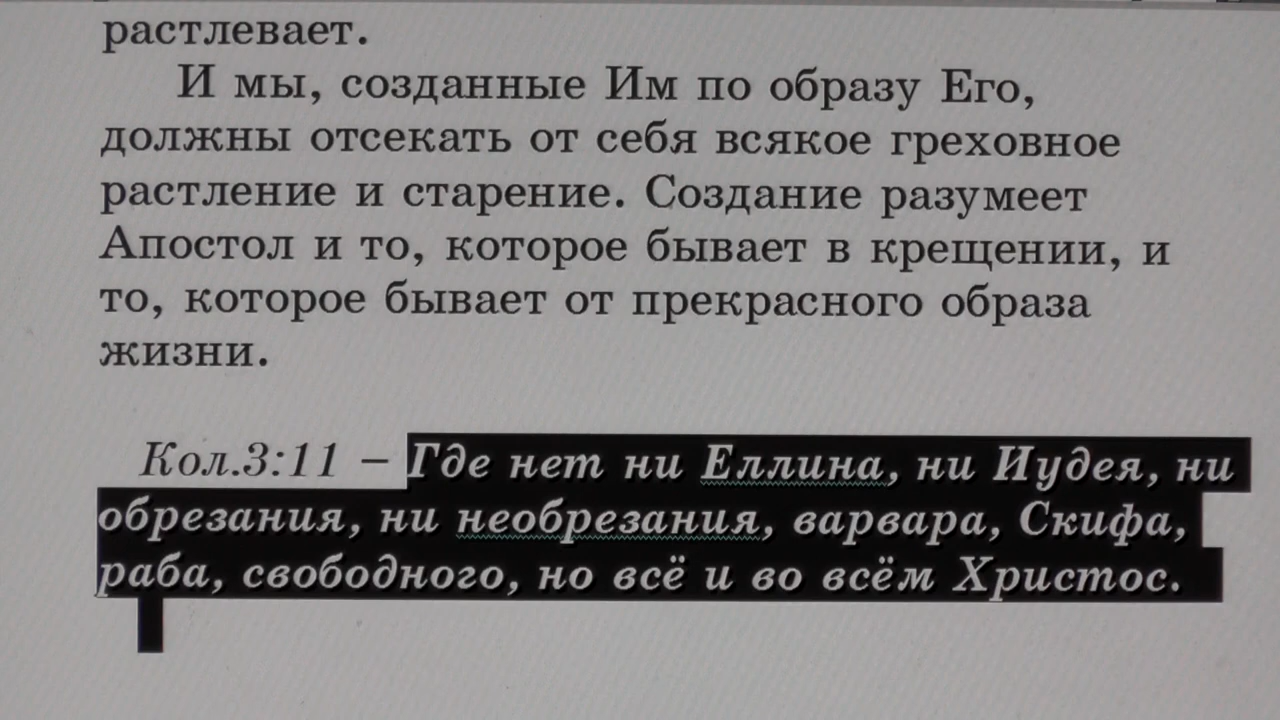 растлевает.
И мы, созданные Им по образу Его,
должны отсекать от себя всякое греховное
растление и старение. Создание разумеет
Апостол и то, которое бывает в крещении, и
то, которое бывает от прекрасного образа
жизни.
Кол.3:11 – Где нет ни Еллина, ни Иудея, ни
обрезания, ни необрезания, варвара, Скифа,
раба, свободного, но всё и во всём Христос.